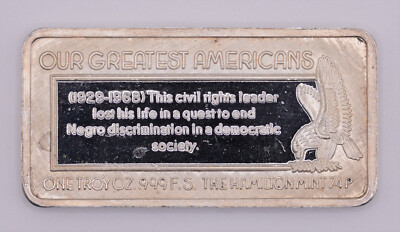 OUR GREATEST AMERICANS
(1929-1968) This civil rights leader
lost his life in a quest to end
Negro discrimination in a democratic
society.
ONE TROY OZ. .999 F.S. THE HAMILTON MINT 74 P